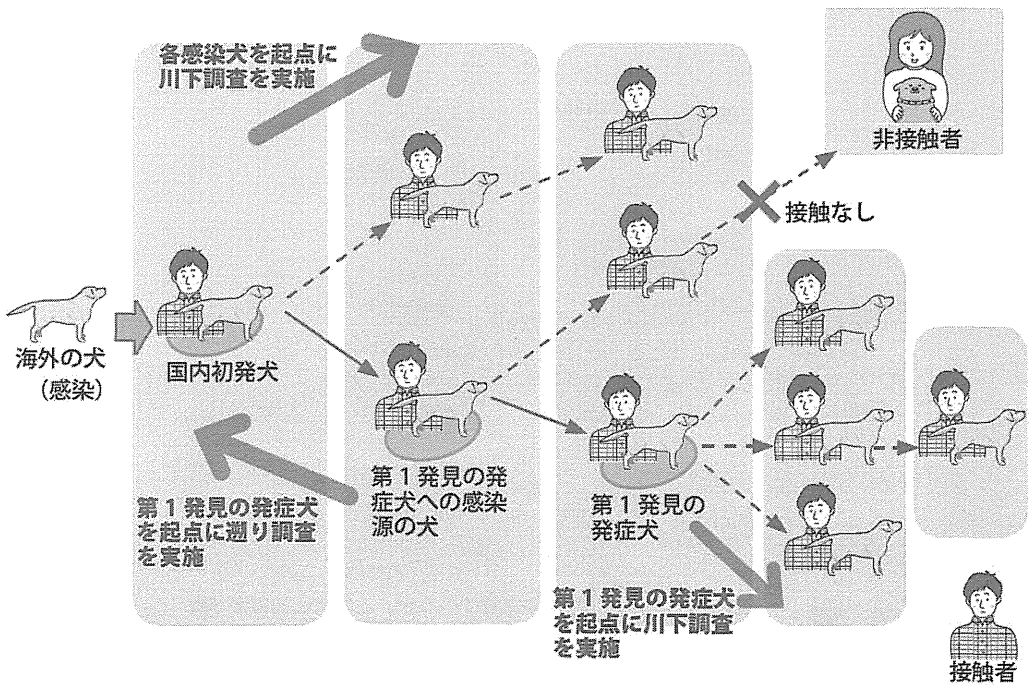 各感染犬を起点に
川下調査を実施
非接触者
接触なし
海外の犬
(感染)
国内初発犬
第1発見の発
症犬への感染
源の犬
第1発見の
発症犬
第1発見の発症犬
を起点に遡り調査
を実施
第1発見の発症犬
を起点に川下調査
を実施
接触者